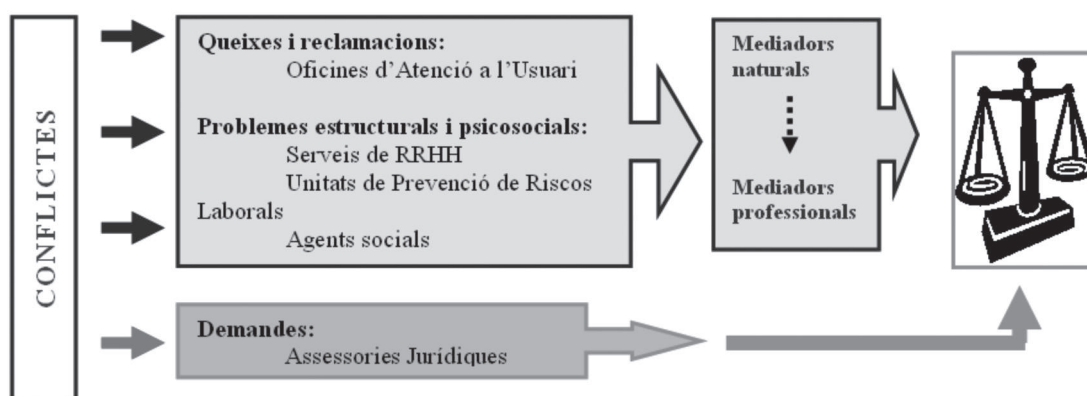 CONFLICTES
Queixes i reclamacions:
Oficines d'Atenció a l'Usuari
Problemes estructurals i psicosocials:
Serveis de RRHH
Unitats de Prevenció de Riscos
Laborals
Agents socials
Demandes:
Assessories Jurídiques
Mediadors
naturals
Mediadors
professionals